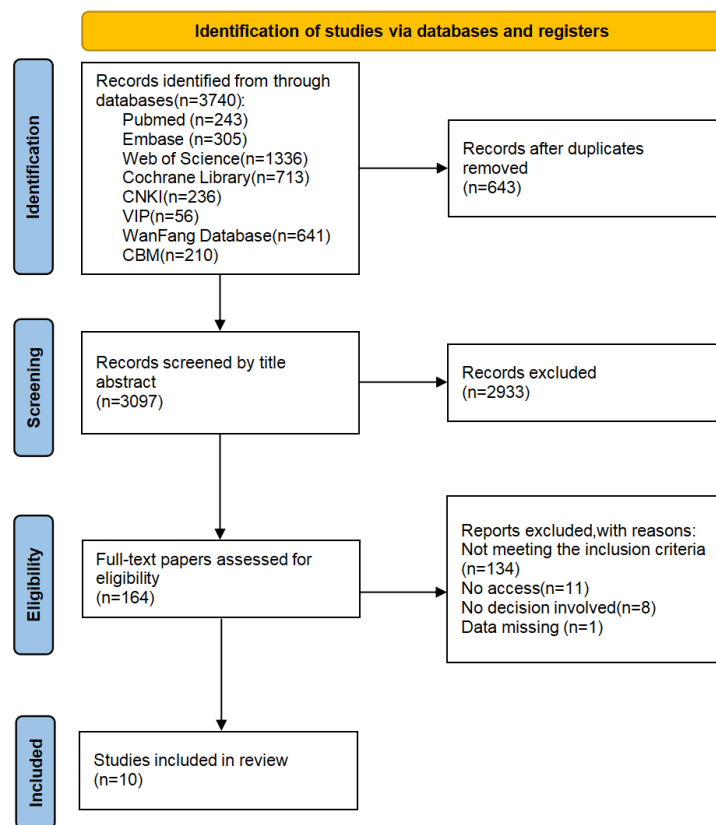 Identification of studies via databases and registers
Identification
Records identified from through
databases(n=3740):
Pubmed (n=243)
Embase (n=305)
Web of Science(n=1336)
Cochrane Library(n=713)
CNKI(n=236)
VIP(n=56)
WanFang Database(n=641)
CBM(n=210)
Records after duplicates
removed
(n=643)
Screening
Records screened by title
abstract
(n=3097)
Records excluded
(n=2933)
Eligibility
Full-text papers assessed for
eligibility
(n=164)
Reports excluded,with reasons:
Not meeting the inclusion criteria
(n=134)
No access(n=11)
No decision involved(n=8)
Data missing (n=1)
Included
Studies included in review
(n=10)